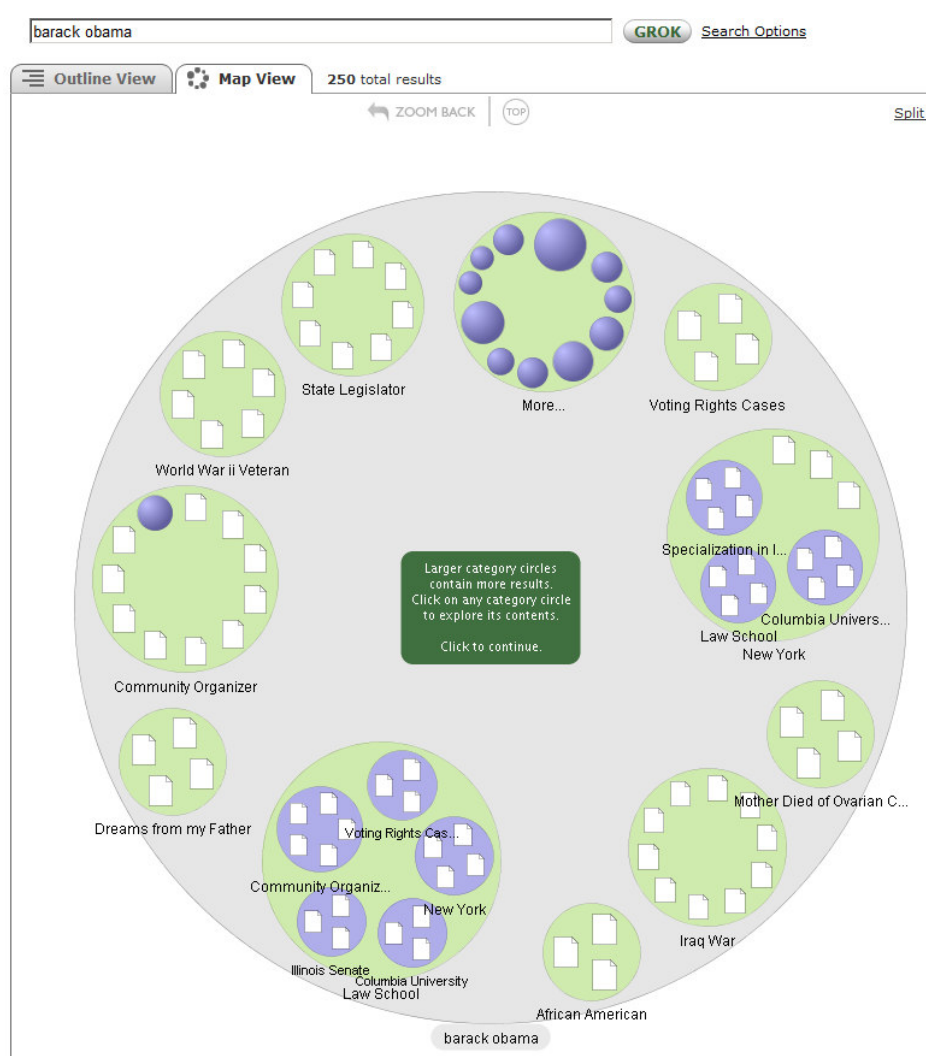 barack obama
GROK
Search Options
Outline View
Map View
250 total results
ZOOM BACK
TOP
Split
State Legislator
More...
Voting Rights Cases
World War ii Veteran
Specialization in I...
Larger category circles
contain more results.
Click on any category circle
to explore its contents.
Click to continue.
Columbia Univers...
Law School
New York
Community Organizer
Mother Died of Ovarian C...
Dreams from my Father
Voting Rights Cas...
Community Organiz...
New York
Iraq War
Illinois Senate
Columbia University
Law School
African American
barack obama